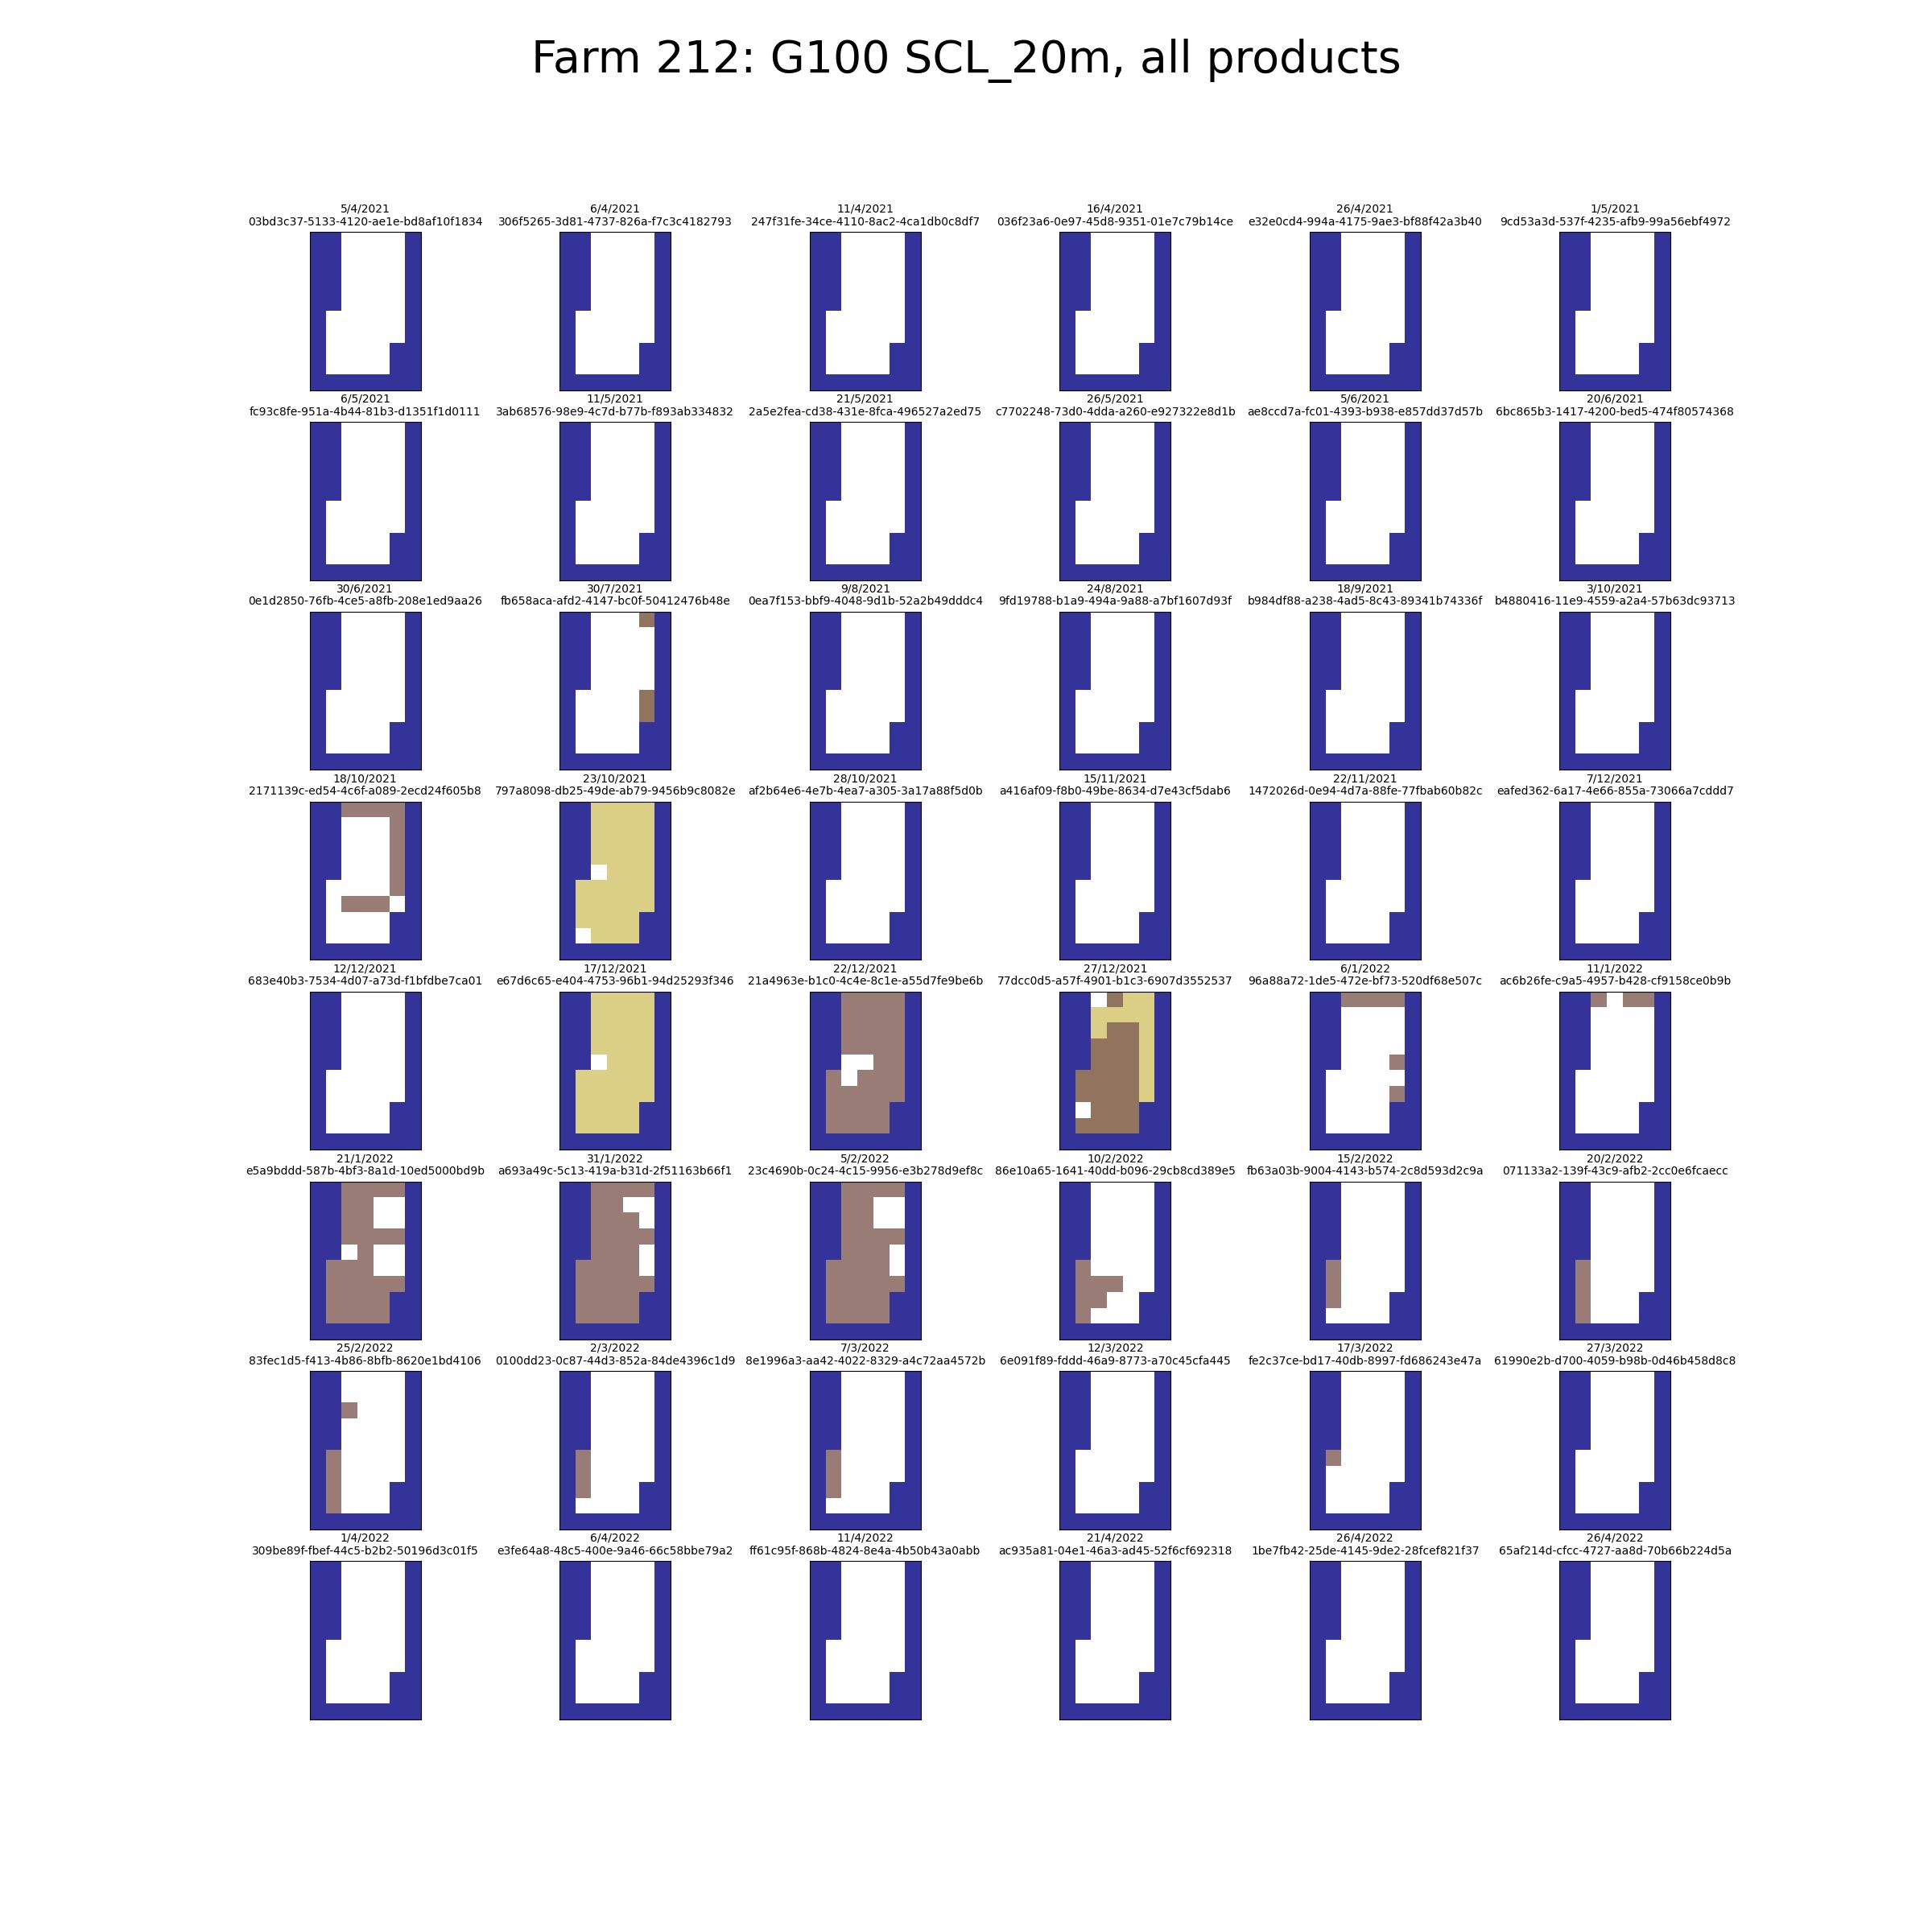 Farm 212: G100 SCL_20m, all products
5/4/2021 6/4/2021 11/4/2021 16/4/2021 26/4/2021 1/5/2021
03bd3c37-5133-4120-ae1e-bd8af10f1834 306f5265-3d81-4737-826a-f7c3c4182793 247f31fe-34ce-4110-8ac2-4ca1db0c8df7 036f23a6-0e97-45d8-9351-01e7c79b14ce e32e0cd4-994a-4175-9ae3-bf88f42a3b40 9cd53a3d-537f-4235-afb9-99a56ebf4972
6/5/2021 11/5/2021 21/5/2021 26/5/2021 5/6/2021 20/6/2021
fc93c8fe-951a-4b44-81b3-d1351f1d0111 3ab68576-98e9-4c7d-b77b-f893ab334832 2a5e2fea-cd38-431e-8fca-496527a2ed75 c7702248-73d0-4dda-a260-e927322e8d1b ae8ccd7a-fc01-4393-b938-e857dd37d57b 6bc865b3-1417-4200-bed5-474f80574368
30/6/2021 30/7/2021 9/8/2021 24/8/2021 18/9/2021 3/10/2021
0e1d2850-76fb-4ce5-a8fb-208e1ed9aa26 fb658aca-afd2-4147-bc0f-50412476b48e 0ea7f153-bbf9-4048-9d1b-52a2b49dddc4 9fd19788-b1a9-494a-9a88-a7bf1607d93f b984df88-a238-4ad5-8c43-89341b74336f b4880416-11e9-4559-a2a4-57b63dc93713
18/10/2021 23/10/2021 28/10/2021 15/11/2021 22/11/2021 7/12/2021
2171139c-ed54-4c6f-a089-2ecd24f605b8 797a8098-db25-49de-ab79-9456b9c8082e af2b64e6-4e7b-4ea7-a305-3a17a88f5d0b a416af09-f8b0-49be-8634-d7e43cf5dab6 1472026d-0e94-4d7a-88fe-77fbab60b82c eafed362-6a17-4e66-855a-73066a7cddd7
12/12/2021 17/12/2021 22/12/2021 27/12/2021 6/1/2022 11/1/2022
683e40b3-7534-4d07-a73d-f1bfdbe7ca01 e67d6c65-e404-4753-96b1-94d25293f346 21a4963e-b1c0-4c4e-8c1e-a55d7fe9be6b 77dcc0d5-a57f-4901-b1c3-6907d3552537 96a88a72-1de5-472e-bf73-520df68e507c ac6b26fe-c9a5-4957-b428-cf9158ce0b9b
21/1/2022 31/1/2022 5/2/2022 10/2/2022 15/2/2022 20/2/2022
e5a9bddd-587b-4bf3-8a1d-10ed5000bd9b a693a49c-5c13-419a-b31d-2f51163b66f1 23c4690b-0c24-4c15-9956-e3b278d9ef8c 86e10a65-1641-40dd-b096-29cb8cd389e5 fb63a03b-9004-4143-b574-2c8d593d2c9a 071133a2-139f-43c9-afb2-2cc0e6fcaecc
25/2/2022 2/3/2022 7/3/2022 12/3/2022 17/3/2022 27/3/2022
83fec1d5-f413-4b86-8bfb-8620e1bd4106 0100dd23-0c87-44d3-852a-84de4396c1d9 8e1996a3-aa42-4022-8329-a4c72aa4572b 6e091f89-fddd-46a9-8773-a70c45cfa445 fe2c37ce-bd17-40db-8997-fd686243e47a 61990e2b-d700-4059-b98b-0d46b458d8c8
1/4/2022 6/4/2022 11/4/2022 21/4/2022 26/4/2022 26/4/2022
309be89f-fbef-44c5-b2b2-50196d3c01f5 e3fe64a8-48c5-400e-9a46-66c58bbe79a2 ff61c95f-868b-4824-8e4a-4b50b43a0abb ac935a81-04e1-46a3-ad45-52f6cf692318 1be7fb42-25de-4145-9de2-28fcef821f37 65af214d-cfcc-4727-aa8d-70b66b224d5a